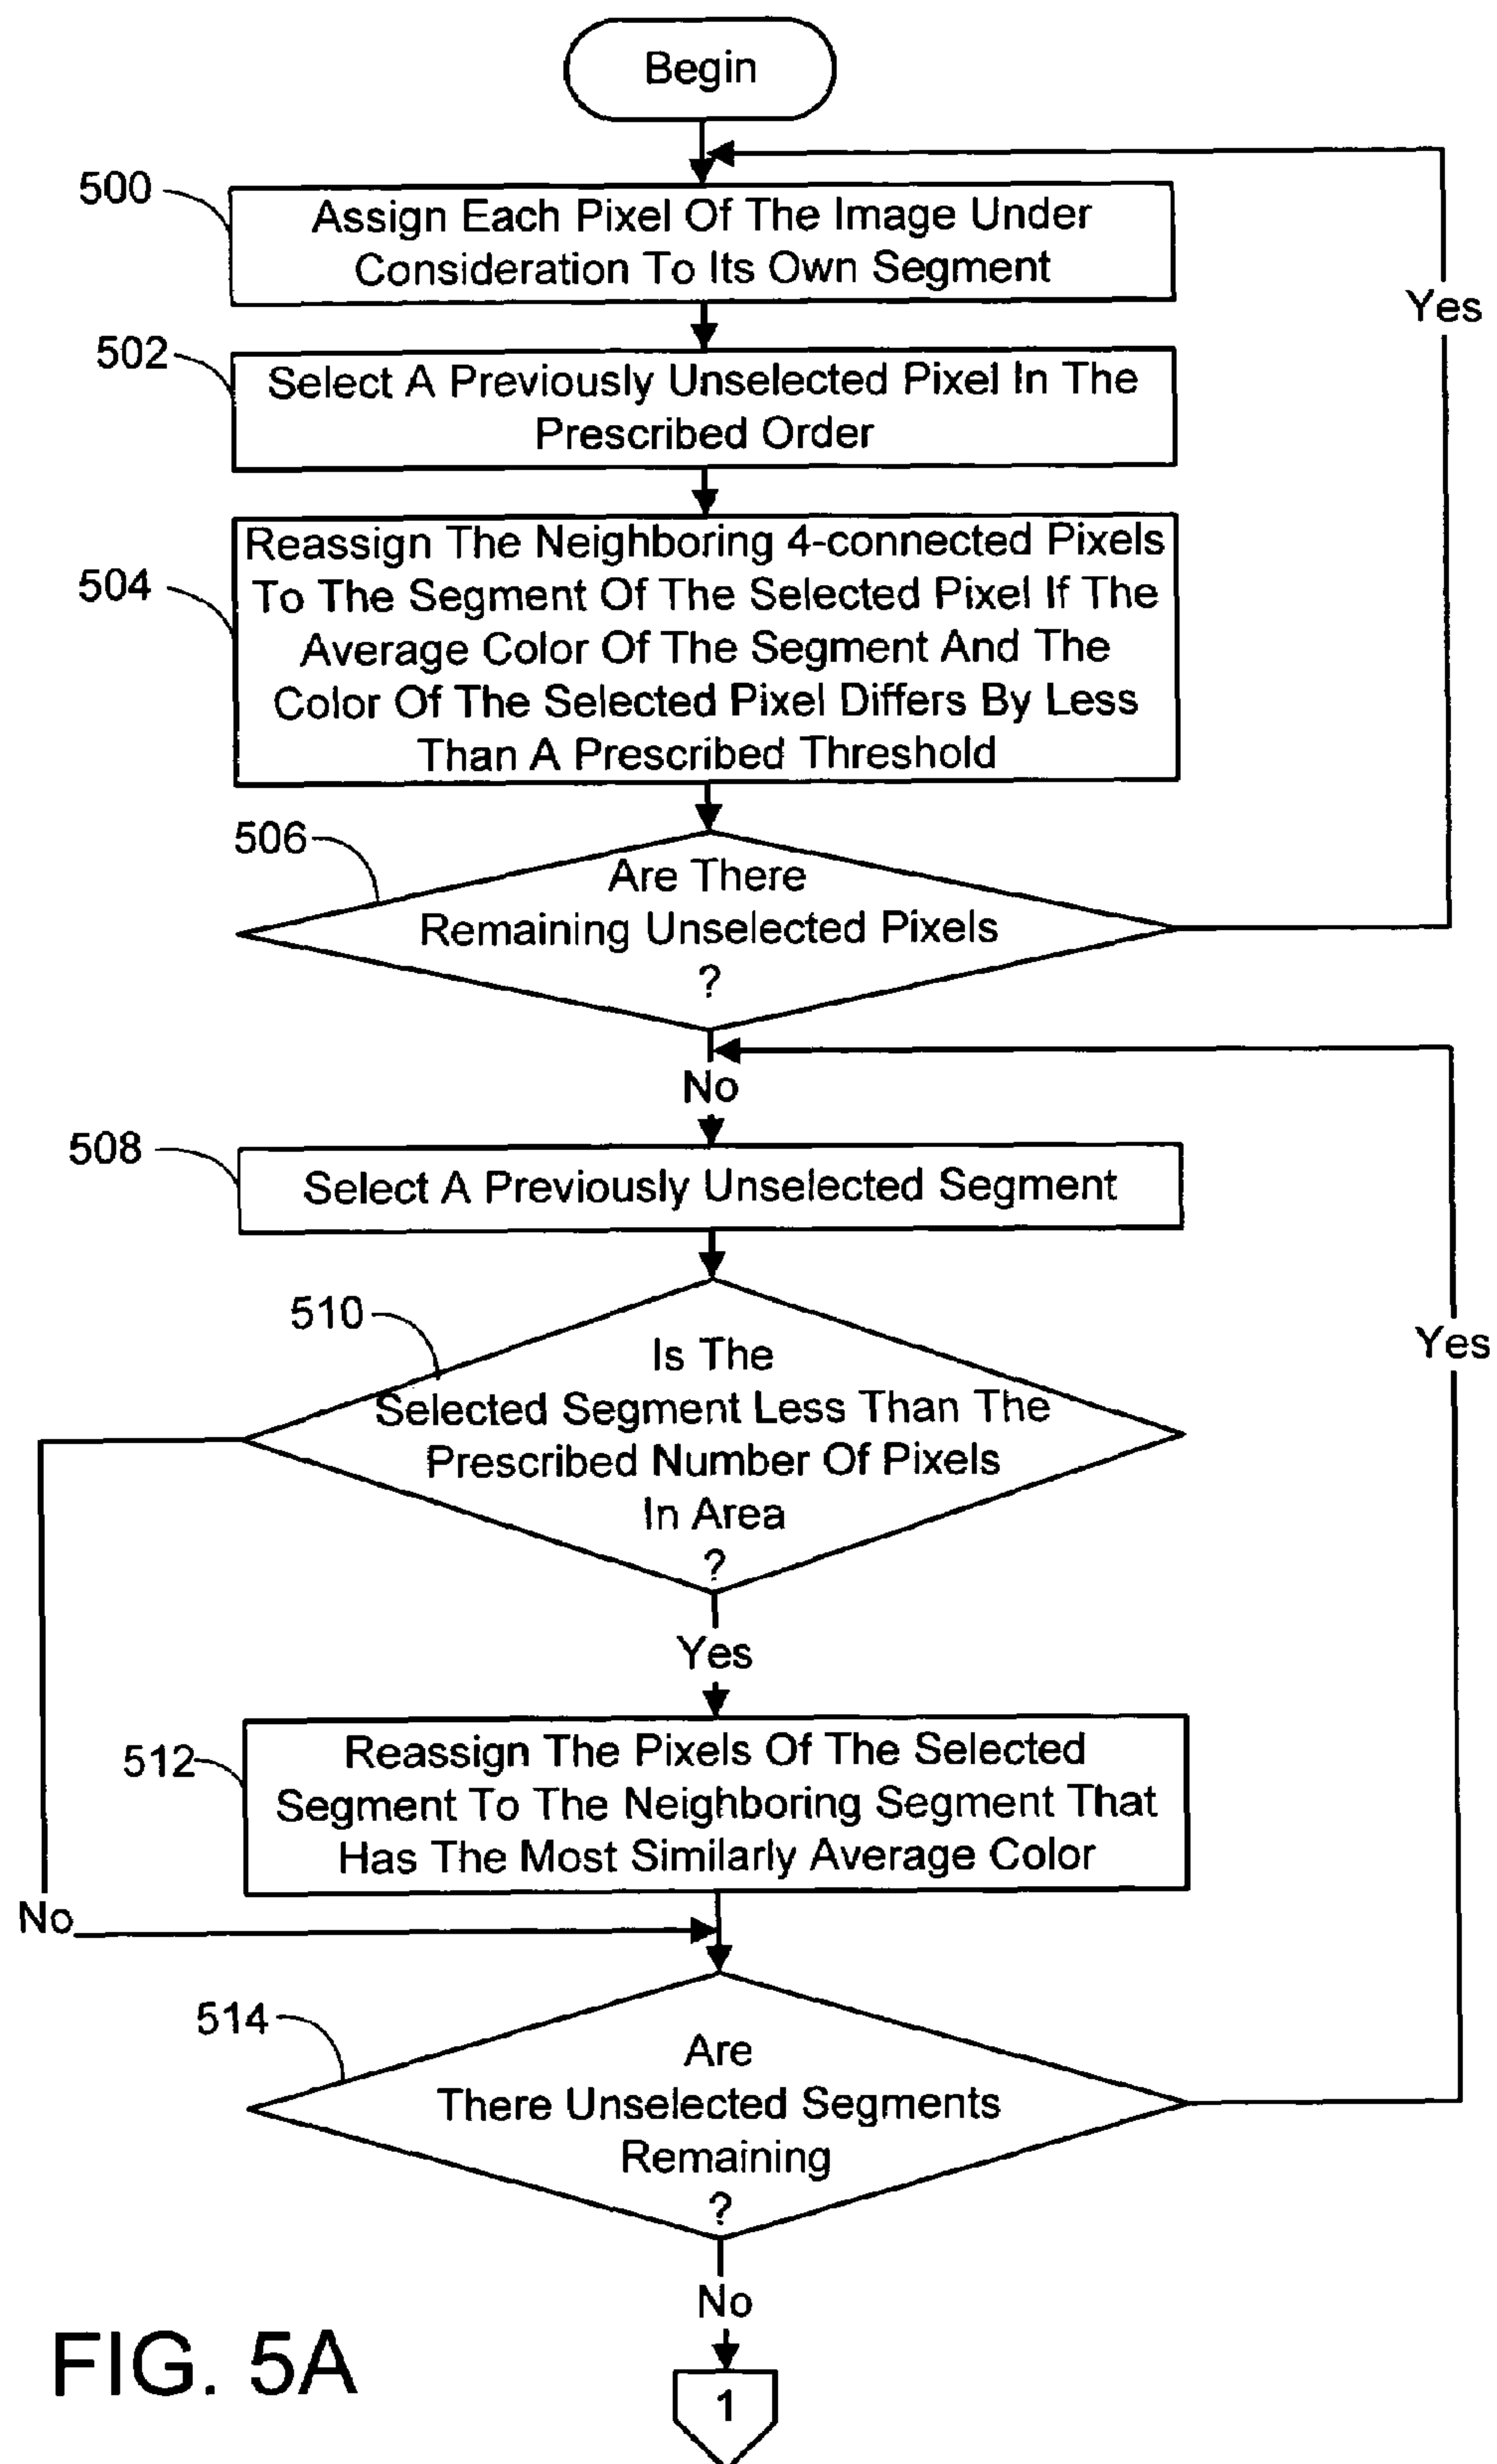 Begin
500
Assign Each Pixel Of The Image Under
Consideration To Its Own Segment
Yes
502
Select A Previously Unselected Pixel In The
Prescribed Order
504
Reassign The Neighboring 4-connected Pixels
To The Segment Of The Selected Pixel If The
Average Color Of The Segment And The
Color Of The Selected Pixel Differs By Less
Than A Prescribed Threshold
506
Are There
Remaining Unselected Pixels
?
No
508
Select A Previously Unselected Segment
510
Is The
Selected Segment Less Than The
Prescribed Number Of Pixels
In Area
?
Yes
Yes
512
Reassign The Pixels Of The Selected
Segment To The Neighboring Segment That
Has The Most Similarly Average Color
No
514
Are
There Unselected Segments
Remaining
?
No
FIG. 5A
1